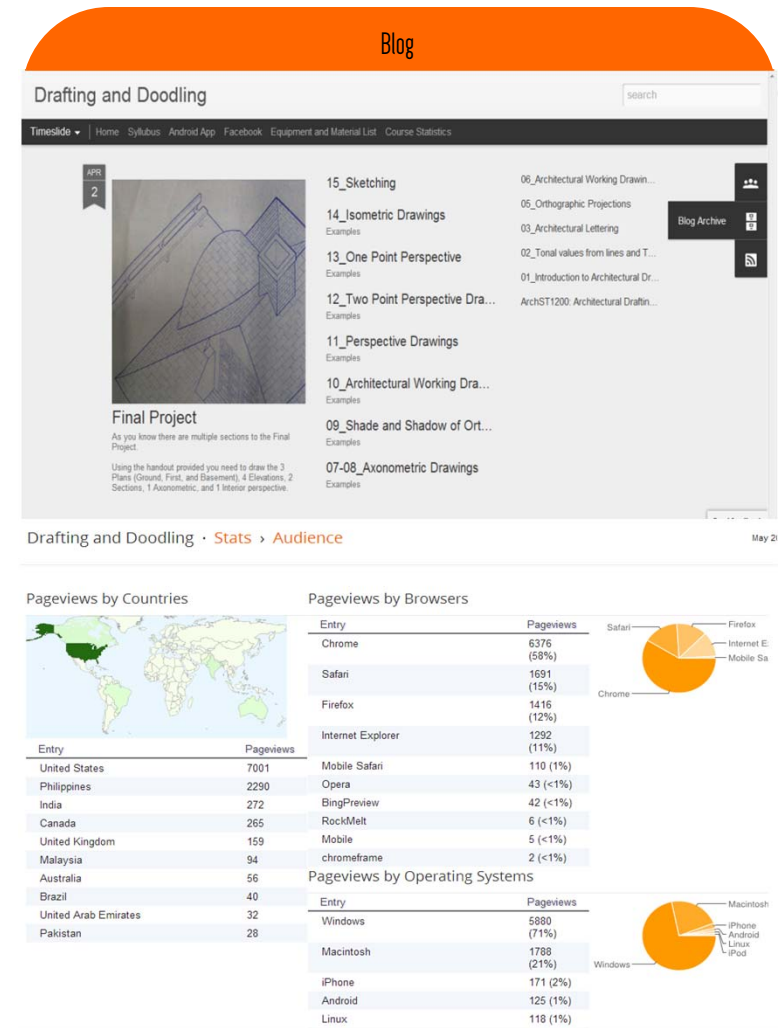 Blog
Drafting and Doodling
search
Timeslide Home Syllubus Android App Facebook Equipment and Material List Course Statistics
APR
2
Final Project
As you know there are multiple sections to the Final
Project.
Using the handout provided you need to draw the 3
Plans (Ground, First, and Basement), 4 Elevations, 2
Sections, 1 Axonometric, and 1 Interior perspective.
15_Sketching
14_Isometric Drawings
Examples
13_One Point Perspective
Examples
12_Two Point Perspective Dra...
Examples
11_Perspective Drawings
Examples
10_Architectural Working Dra...
Examples
09_Shade and Shadow of Ort...
Examples
07-08_Axonometric Drawings
Examples
06_Architectural Working Drawin...
05_Orthographic Projections
03_Architectural Lettering
02_Tonal values from lines and T...
01_Introduction to Architectural Dr...
ArchST1200: Architectural Draftin...
Blog Archive
Drafting and Doodling · Stats › Audience
May 20
Pageviews by Countries
Entry Pageviews
United States 7001
Philippines 2290
India 272
Canada 265
United Kingdom 159
Malaysia 94
Australia 56
Brazil 40
United Arab Emirates 32
Pakistan 28
Pageviews by Browsers
Entry Pageviews
Chrome 6376
(58%)
Safari 1691
(15%)
Firefox 1416
(12%)
Internet Explorer 1292
(11%)
Mobile Safari 110 (1%)
Opera 43 (<1%)
BingPreview 42 (<1%)
RockMelt 6 (<1%)
Mobile 5 (<1%)
chromeframe 2 (<1%)
Safari
Firefox
Internet E
Mobile Sa
Chrome
Pageviews by Operating Systems
Entry Pageviews
Windows 5880
(71%)
Macintosh 1788
(21%)
iPhone 171 (2%)
Android 125 (1%)
Linux 118 (1%)
Macintosh
iPhone
Android
Linux
iPod
Windows